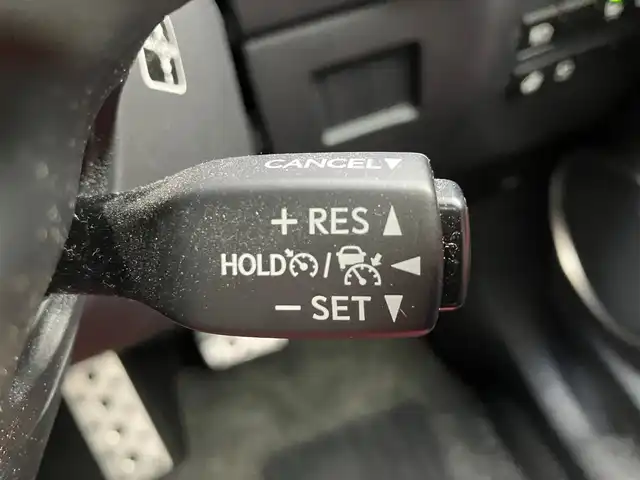 CANCEL▼
+ RES ▲
HOLD / ◀
− SET ▼